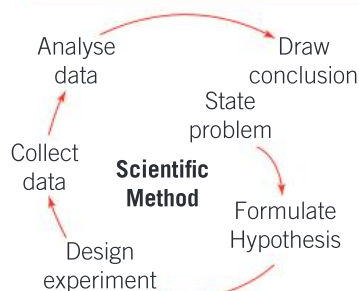 Analyse
data
Draw
conclusion
State
problem
Collect
data
Scientific
Method
Formulate
Hypothesis
Design
experiment